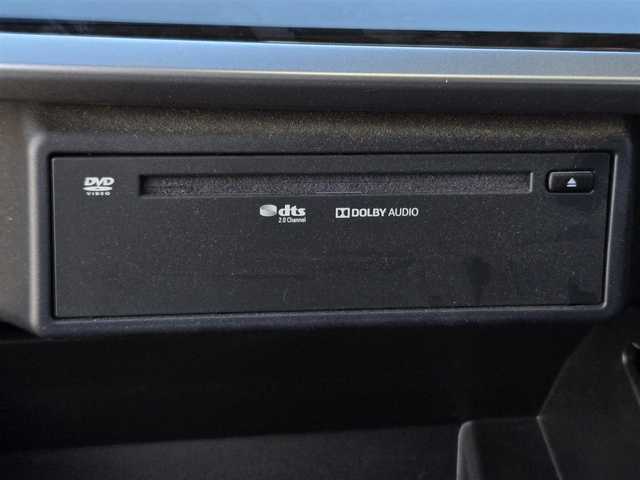 DVD
VIDEO
dts
2.0 Channel
DOLBY AUDIO